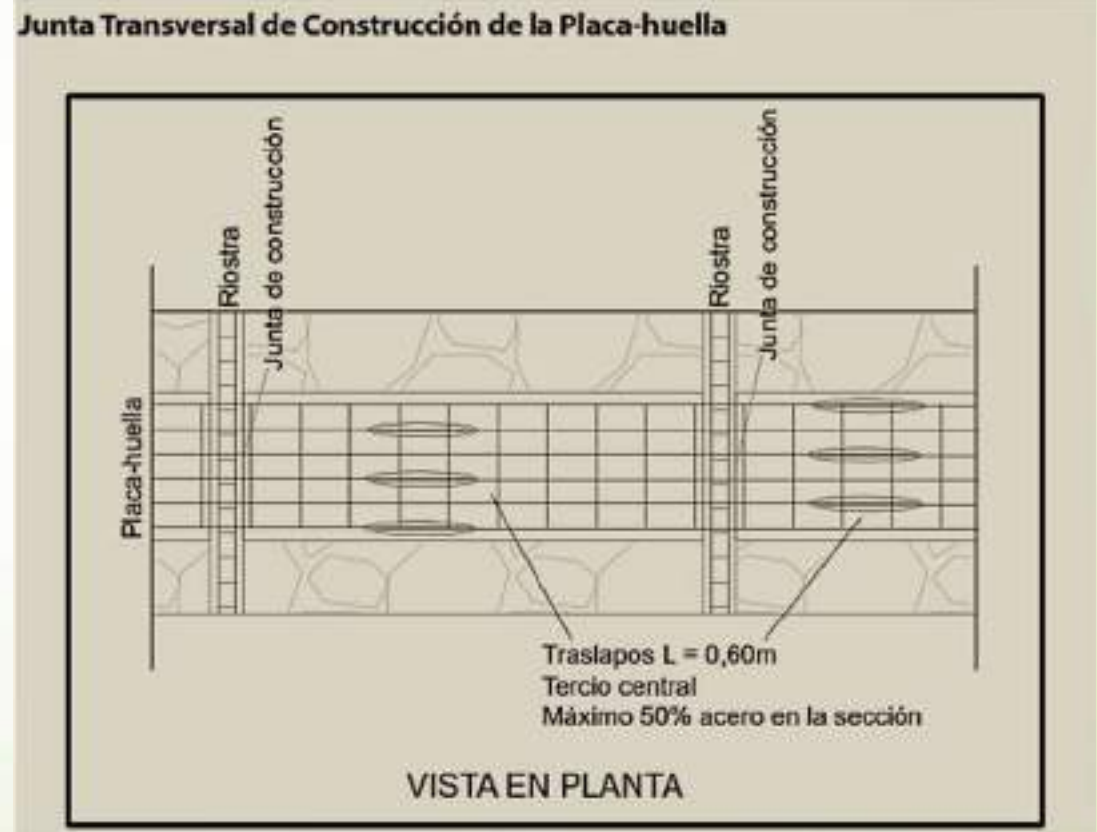 Junta Transversal de Construcción de la Placa-huella
Riostra
Junta de construcción
Riostra
Junta de construcción
Placa-huella
Traslapos L = 0,60m
Tercio central
Máximo 50% acero en la sección
VISTA EN PLANTA